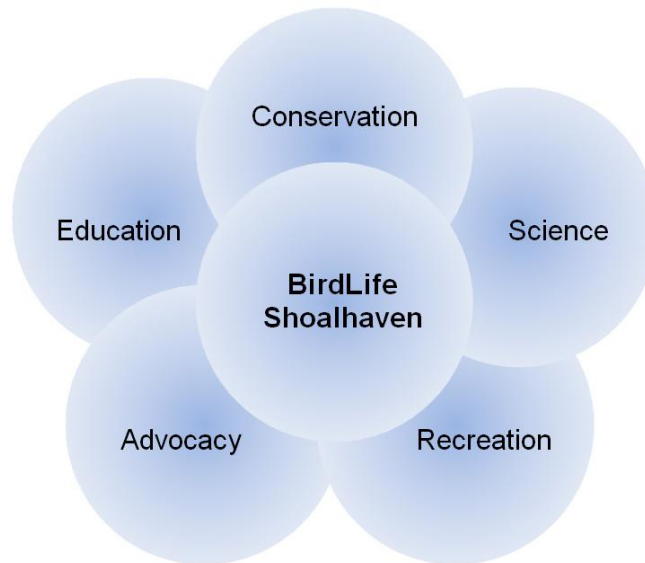 Conservation
Education
Science
BirdLife
Shoalhaven
Advocacy
Recreation